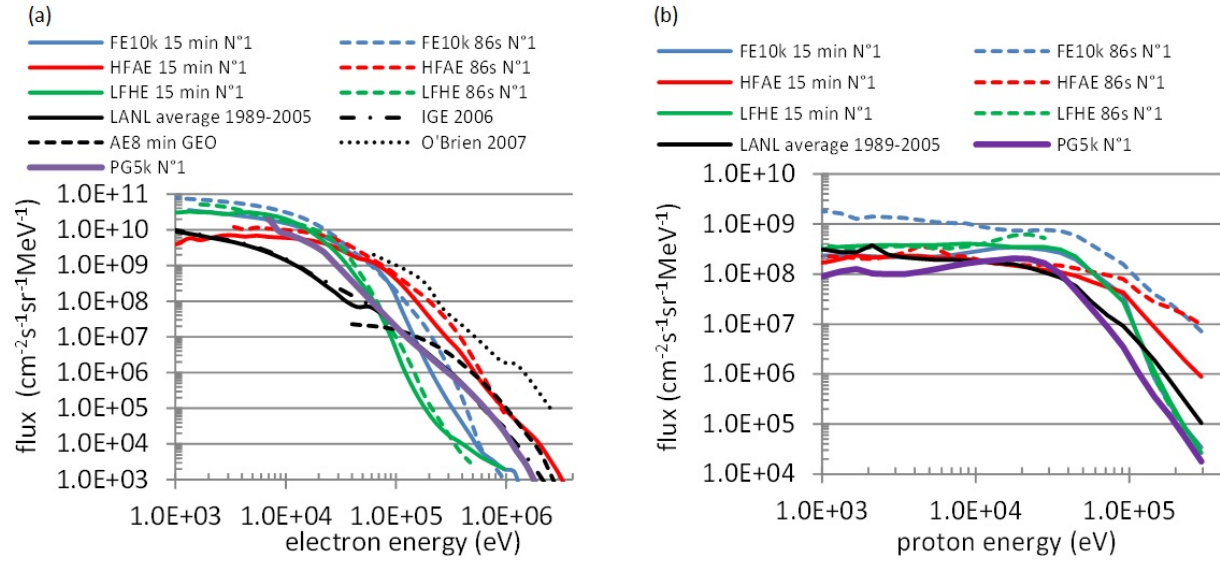 (a)
FE10k 15 min N°1
FE10k 86s N°1
HFAE 15 min N°1
HFAE 86s N°1
LFHE 15 min N°1
LFHE 86s N°1
LANL average 1989-2005
IGE 2006
AE8 min GEO
O'Brien 2007
PG5k N°1
flux (cm⁻²s⁻¹sr⁻¹MeV⁻¹)
1.0E+11
1.0E+10
1.0E+09
1.0E+08
1.0E+07
1.0E+06
1.0E+05
1.0E+04
1.0E+03
1.0E+03 1.0E+04 1.0E+05 1.0E+06
electron energy (eV)
(b)
FE10k 15 min N°1
FE10k 86s N°1
HFAE 15 min N°1
HFAE 86s N°1
LFHE 15 min N°1
LFHE 86s N°1
LANL average 1989-2005
PG5k N°1
flux (cm⁻²s⁻¹sr⁻¹MeV⁻¹)
1.0E+10
1.0E+09
1.0E+08
1.0E+07
1.0E+06
1.0E+05
1.0E+04
1.0E+03 1.0E+04 1.0E+05
proton energy (eV)